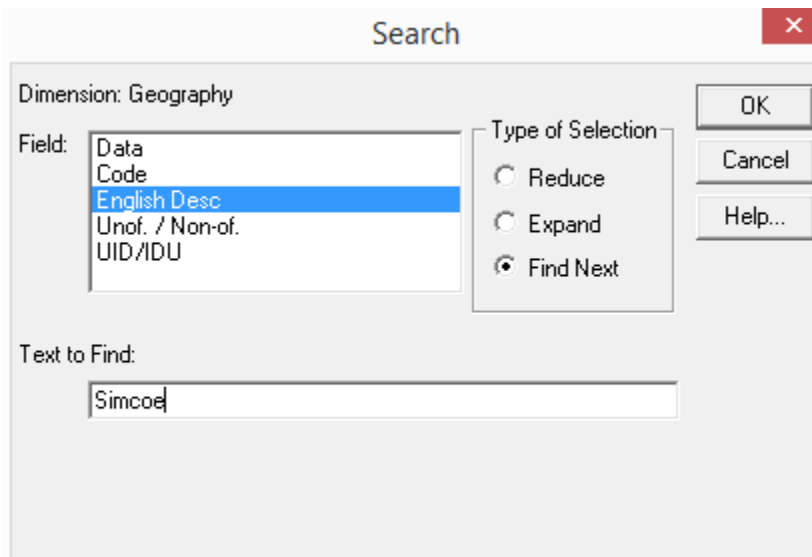 Search
Dimension: Geography
Field:
Data
Code
English Desc
Unof. / Non-of.
UID/IDU
Type of Selection
Reduce
Expand
Find Next
OK
Cancel
Help...
Text to Find:
Simcoe